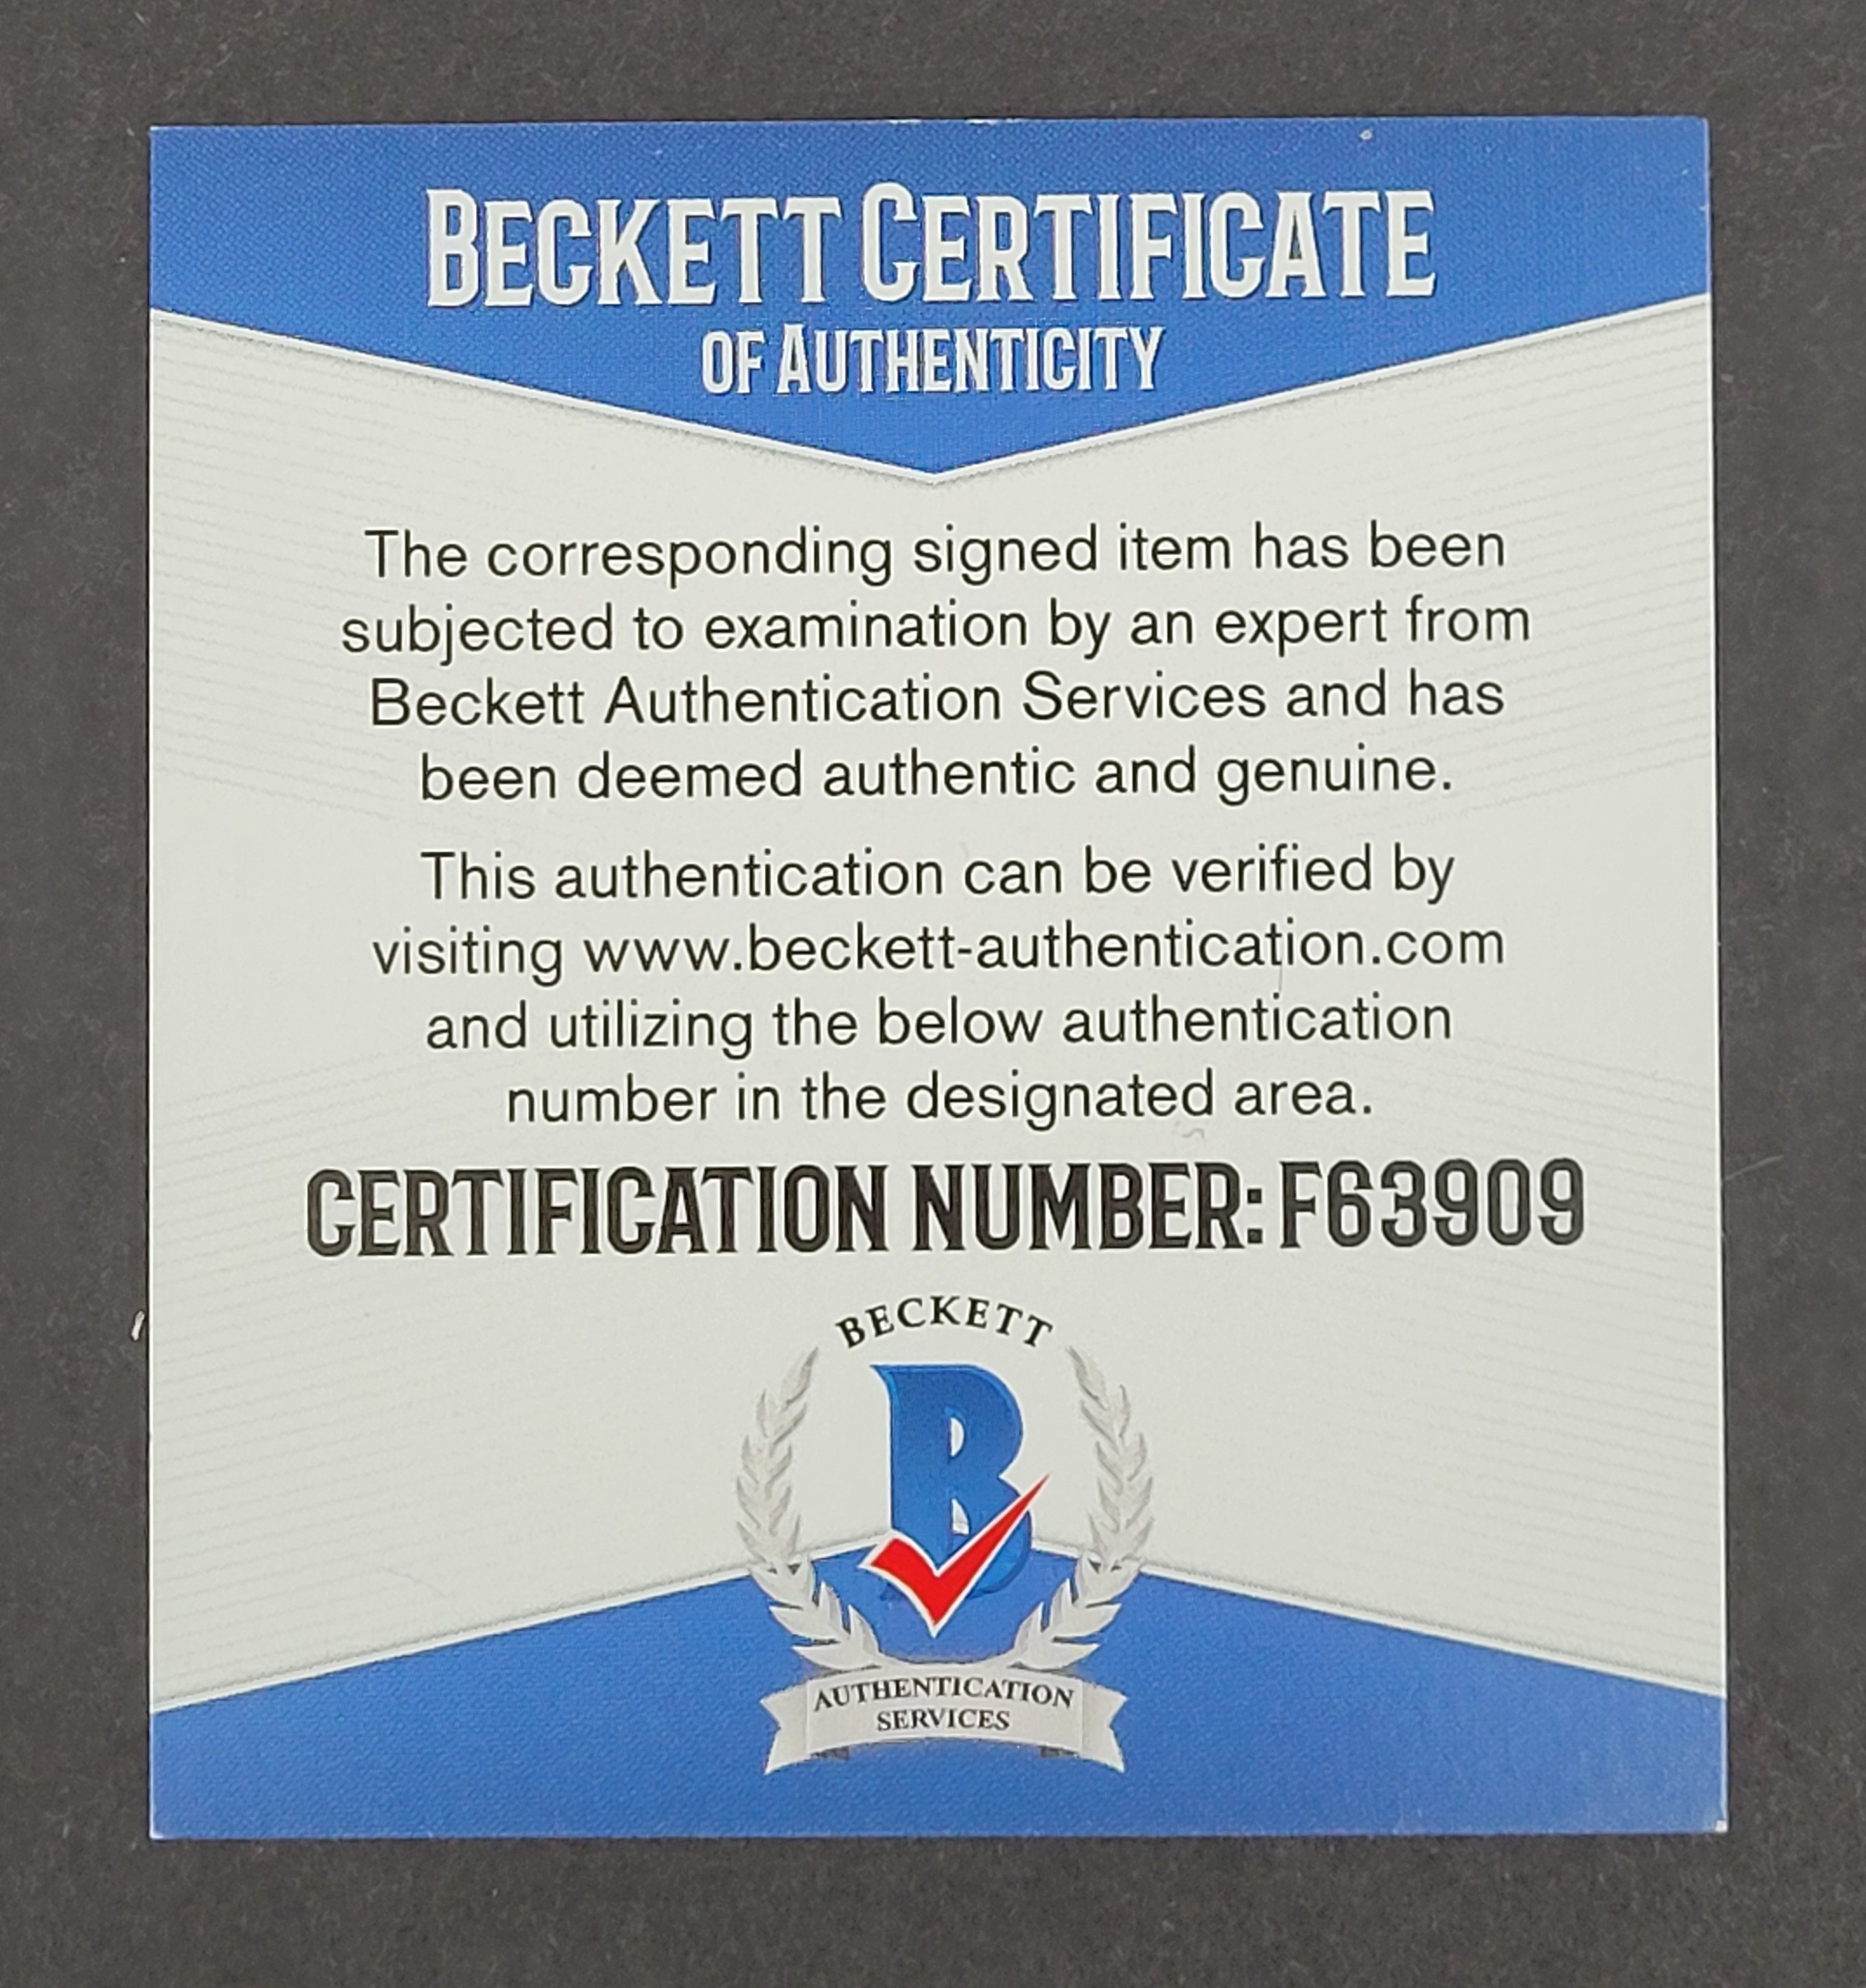 BECKETT CERTIFICATE
OF AUTHENTICITY
The corresponding signed item has been
subjected to examination by an expert from
Beckett Authentication Services and has
been deemed authentic and genuine.
This authentication can be verified by
visiting www.beckett-authentication.com
and utilizing the below authentication
number in the designated area.
CERTIFICATION NUMBER: F63909
BECKETT
B
AUTHENTICATION
SERVICES